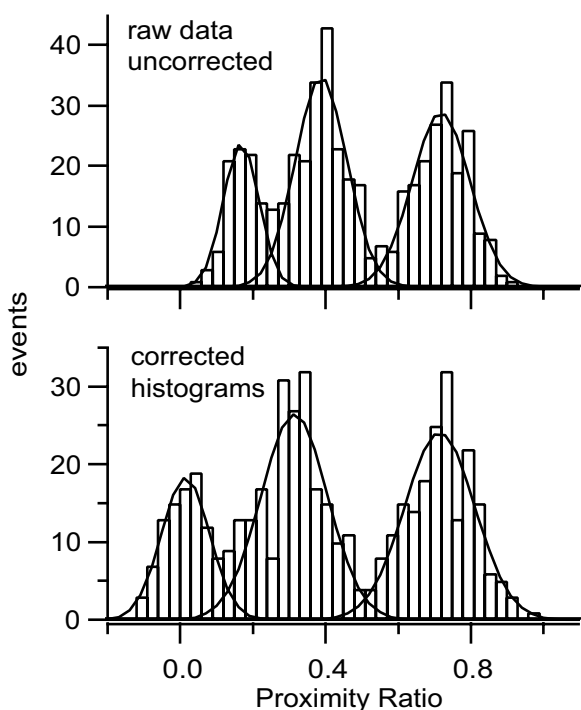 raw data
uncorrected
40
30
20
10
0
events
corrected
histograms
30
20
10
0
0.0 0.4 0.8
Proximity Ratio